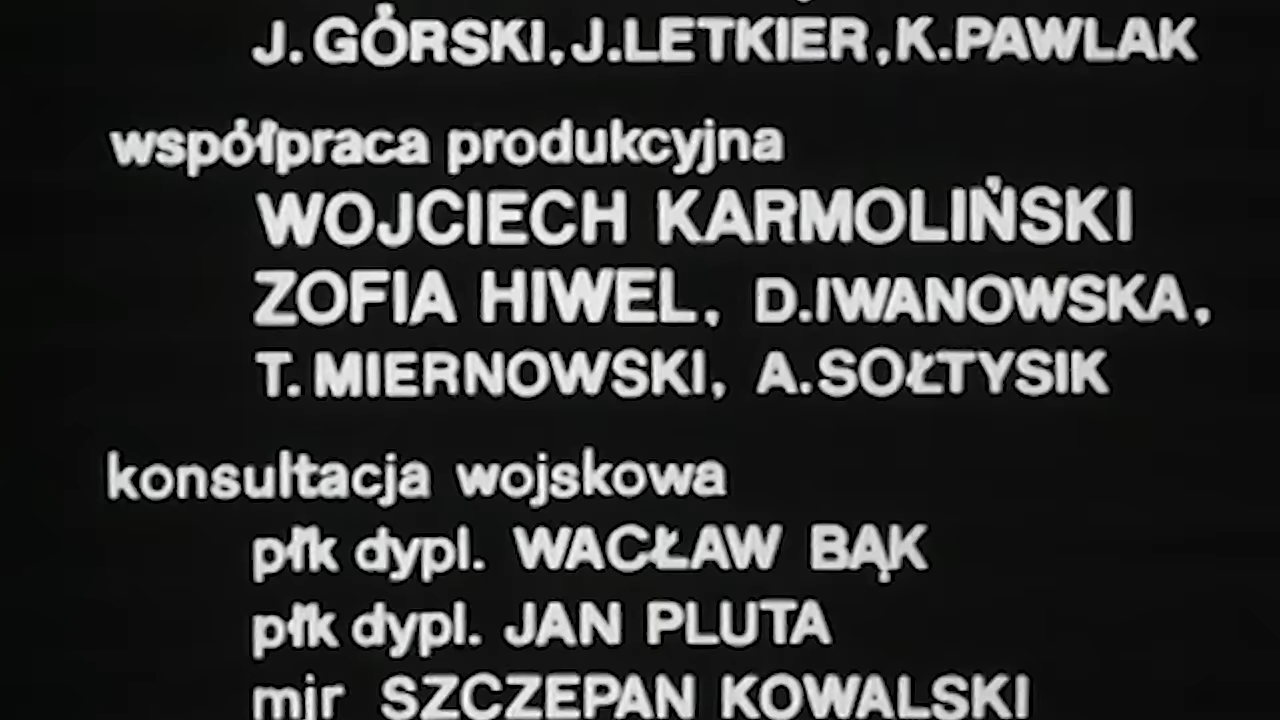 J. GÓRSKI, J. LETKIER, K. PAWLAK
współpraca produkcyjna
WOJCIECH KARMOLIŃSKI
ZOFIA HIWEL, D. IWANOWSKA,
T. MIERNOWSKI, A. SOŁTYSIK
konsultacja wojskowa
płk dypl. WACŁAW BĄK
płk dypl. JAN PLUTA
mjr SZCZEPAN KOWALSKI